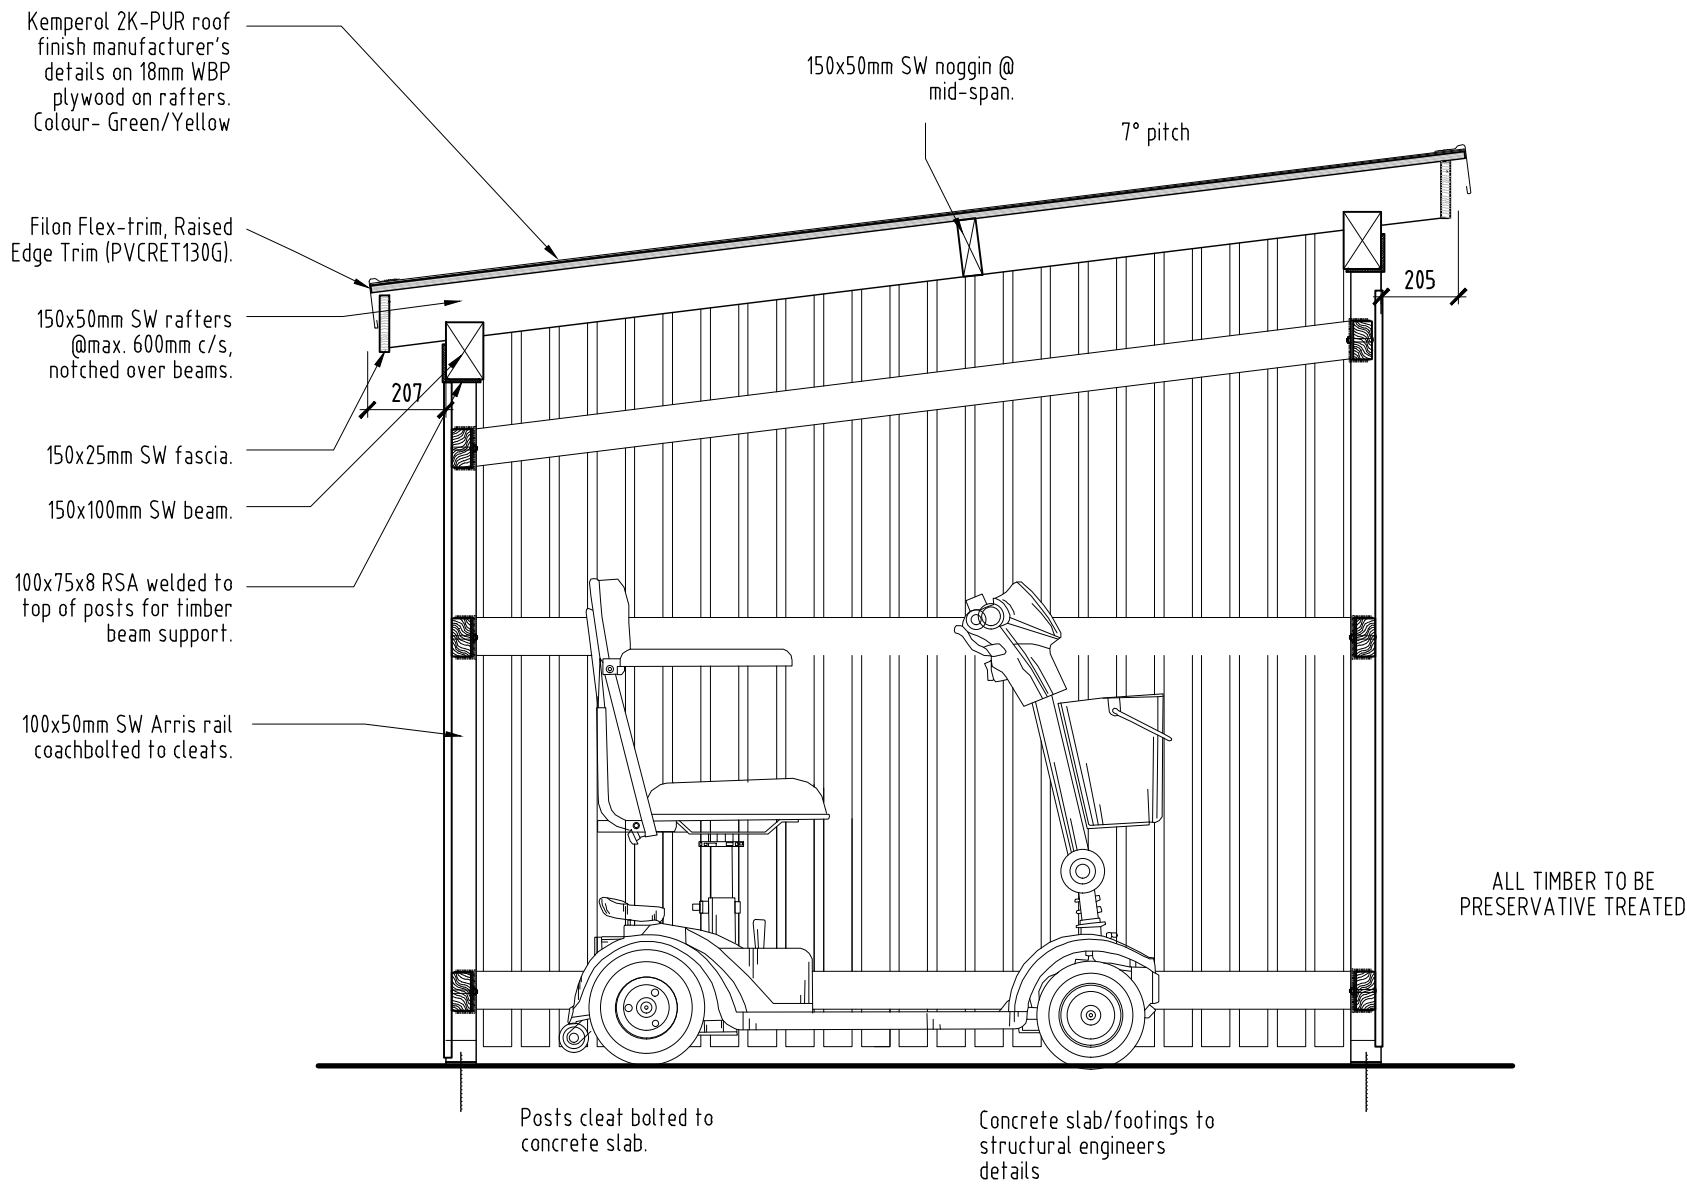 Kemperol 2K-PUR roof
finish manufacturer's
details on 18mm WBP
plywood on rafters.
Colour- Green/Yellow
150x50mm SW noggin @
mid-span.
7° pitch
Filon Flex-trim, Raised
Edge Trim (PVCRET130G).
150x50mm SW rafters
@max. 600mm c/s,
notched over beams.
205
207
150x25mm SW fascia.
150x100mm SW beam.
100x75x8 RSA welded to
top of posts for timber
beam support.
100x50mm SW Arris rail
coachbolted to cleats.
ALL TIMBER TO BE
PRESERVATIVE TREATED
Posts cleat bolted to
concrete slab.
Concrete slab/footings to
structural engineers
details